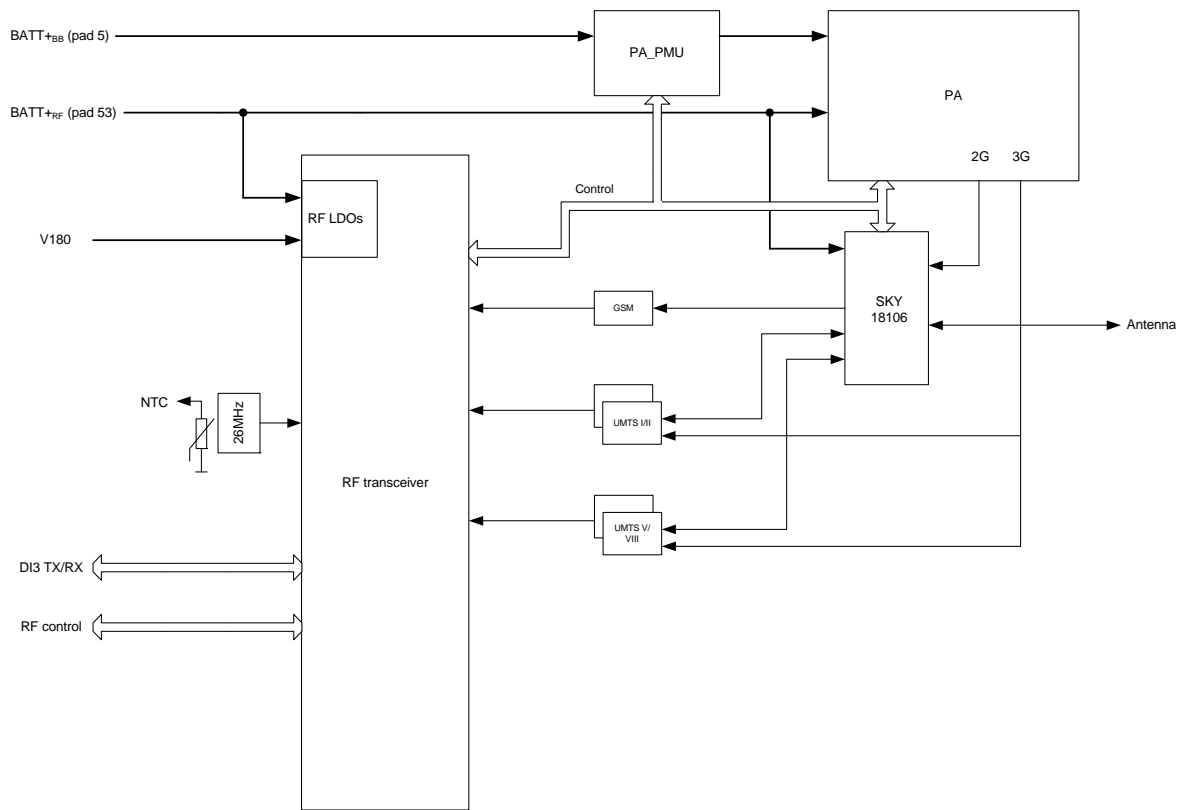 BATT+BB (pad 5)
PA_PMU
PA
BATT+RF (pad 53)
2G 3G
Control
RF LDOs
V180
SKY
18106
GSM
Antenna
NTC
26MHz
UMTS I/II
RF transceiver
UMTS V/
VIII
DI3 TX/RX
RF control